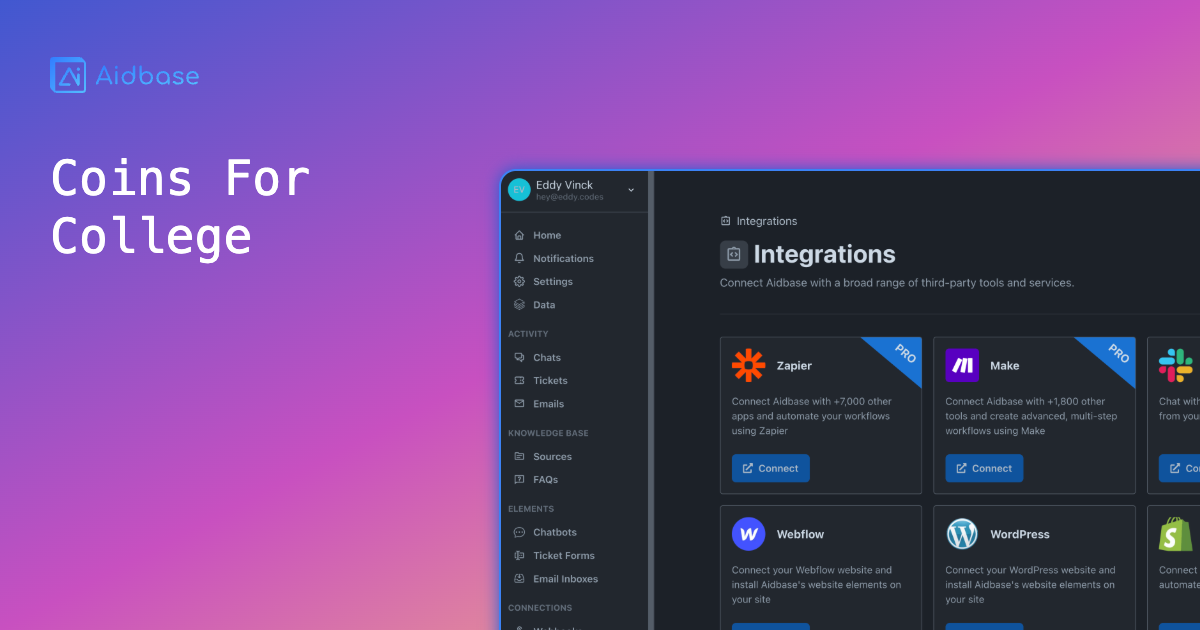 Aidbase
Coins For
College
EV
Eddy Vinck
hey@eddy.codes
Home
Notifications
Settings
Data
ACTIVITY
Chats
Tickets
Emails
KNOWLEDGE BASE
Sources
FAQs
ELEMENTS
Chatbots
Ticket Forms
Email Inboxes
CONNECTIONS
Integrations
Integrations
Connect Aidbase with a broad range of third-party tools and services.
Zapier
PRO
Connect Aidbase with +7,000 other
apps and automate your workflows
using Zapier
Connect
Make
PRO
Connect Aidbase with +1,800 other
tools and create advanced, multi-step
workflows using Make
Connect
Chat with
from you
Co
Webflow
Connect your Webflow website and
install Aidbase's website elements on
your site
WordPress
Connect your WordPress website and
install Aidbase's website elements on
your site
Connect
automate